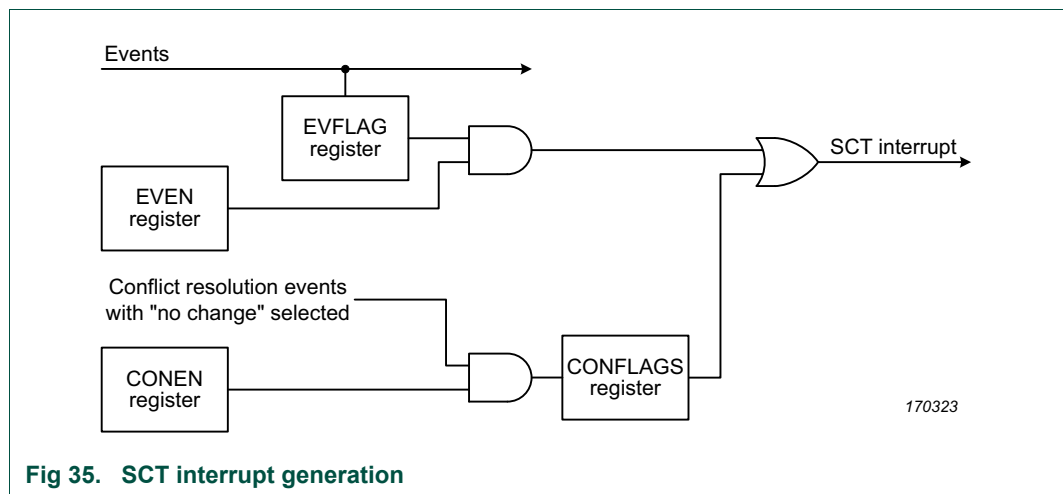 Events
EVFLAG
register
SCT interrupt
EVEN
register
Conflict resolution events
with "no change" selected
CONEN
register
CONFLAGS
register
170323
Fig 35. SCT interrupt generation